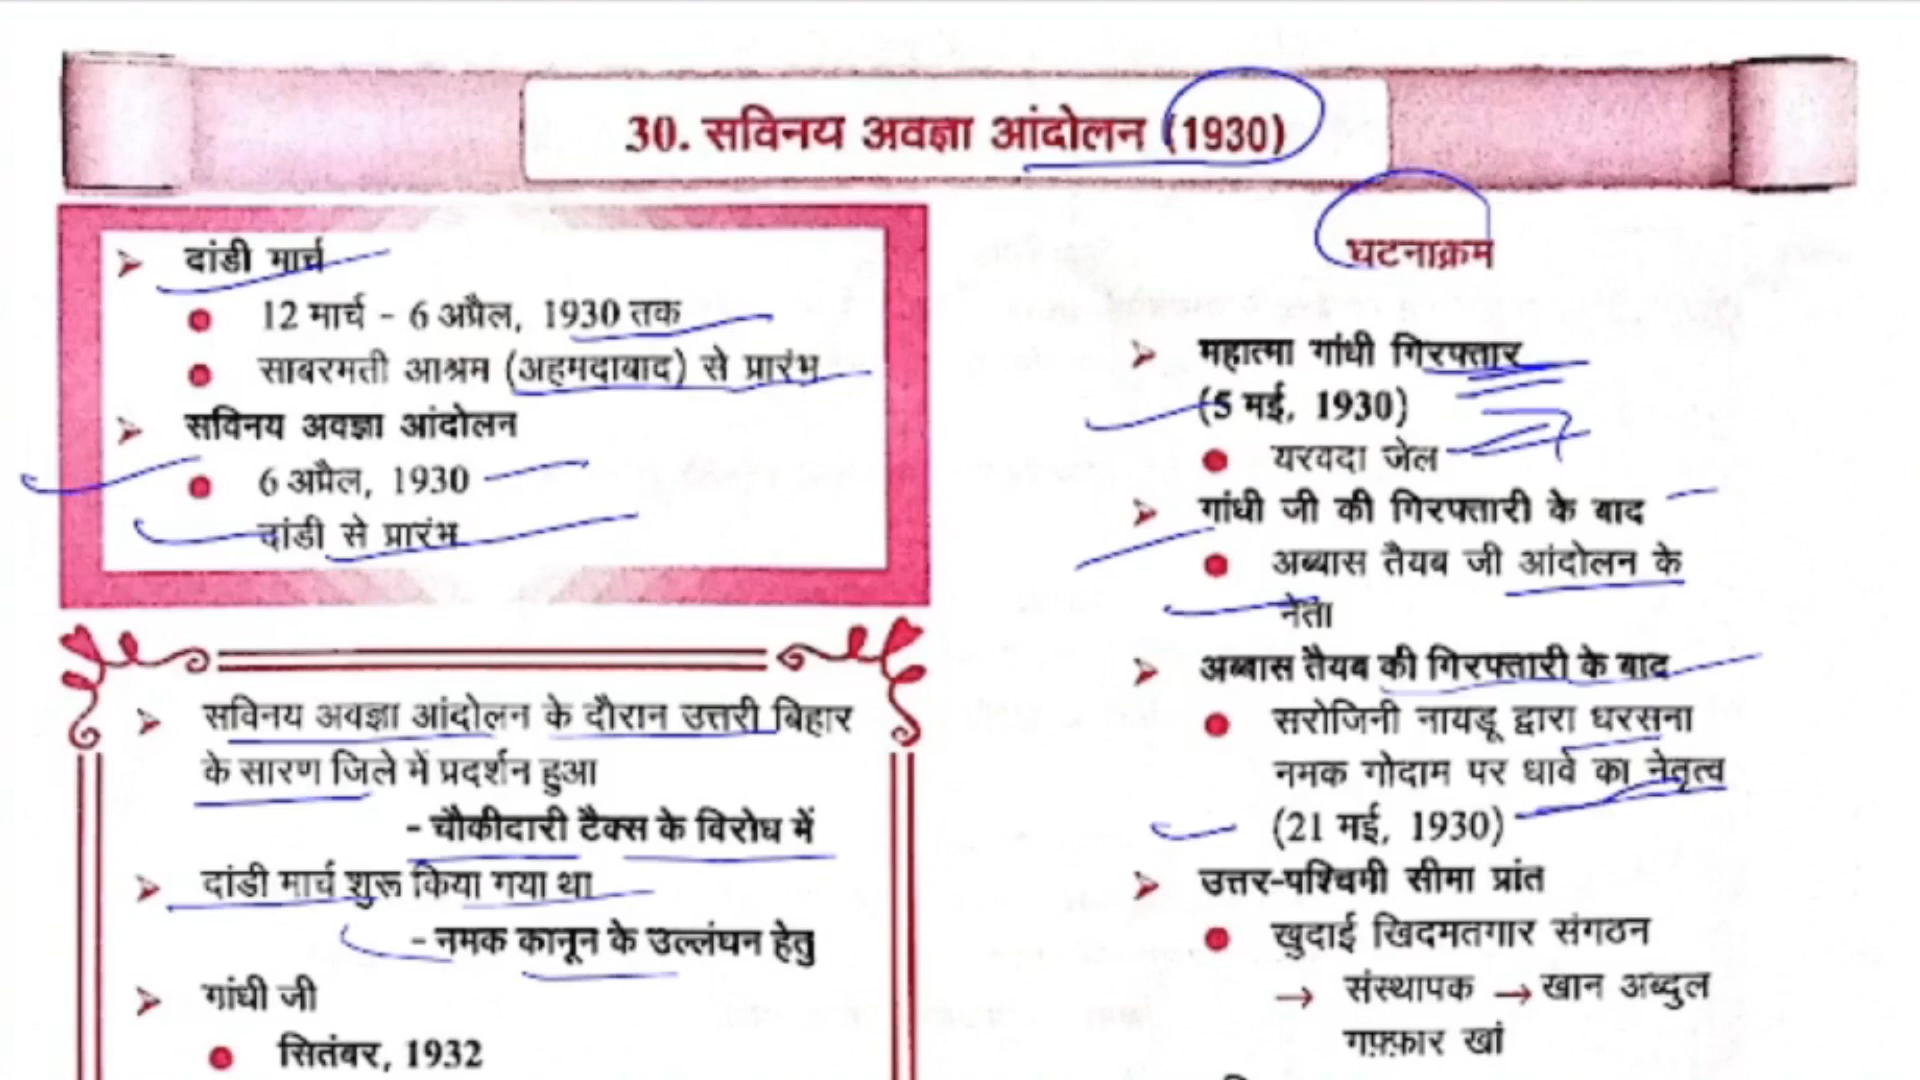 30. सविनय अवज्ञा आंदोलन (1930)
➢ दांडी मार्च
● 12 मार्च - 6 अप्रैल, 1930 तक
● साबरमती आश्रम (अहमदाबाद) से प्रारंभ
➢ सविनय अवज्ञा आंदोलन
● 6 अप्रैल, 1930
दांडी से प्रारंभ
➢ सविनय अवज्ञा आंदोलन के दौरान उत्तरी बिहार
के सारण जिले में प्रदर्शन हुआ
- चौकीदारी टैक्स के विरोध में
➢ दांडी मार्च शुरू किया गया था
- नमक कानून के उल्लंघन हेतु
➢ गांधी जी
● सितंबर, 1932
घटनाक्रम
➢ महात्मा गांधी गिरफ्तार
(5 मई, 1930)
● यरवदा जेल
➢ गांधी जी की गिरफ्तारी के बाद
● अब्बास तैयब जी आंदोलन के
नेता
➢ अब्बास तैयब की गिरफ्तारी के बाद
● सरोजिनी नायडू द्वारा धरसना
नमक गोदाम पर धावे का नेतृत्व
(21 मई, 1930)
➢ उत्तर-पश्चिमी सीमा प्रांत
● खुदाई खिदमतगार संगठन
→ संस्थापक → खान अब्दुल
गफ़्फ़ार खां